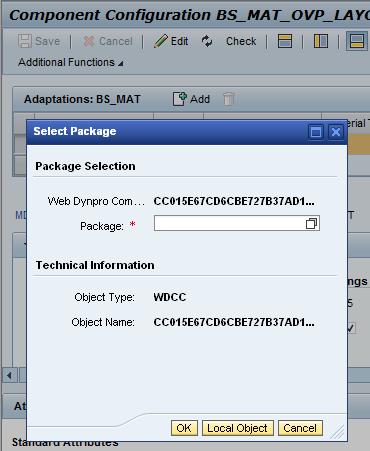 Component Configuration BS_MAT_OVP_LAYO
Save Cancel Edit Check
Additional Functions
Adaptations: BS_MAT Add
erial T
Select Package
Package Selection
Web Dynpro Com... CC015E67CD6CBE727B37AD1...
MD
T
Package: *
T
Technical Information
ngs
Object Type: WDCC
5
Object Name: CC015E67CD6CBE727B37AD1...
At
OK Local Object Cancel
Standard Attributes